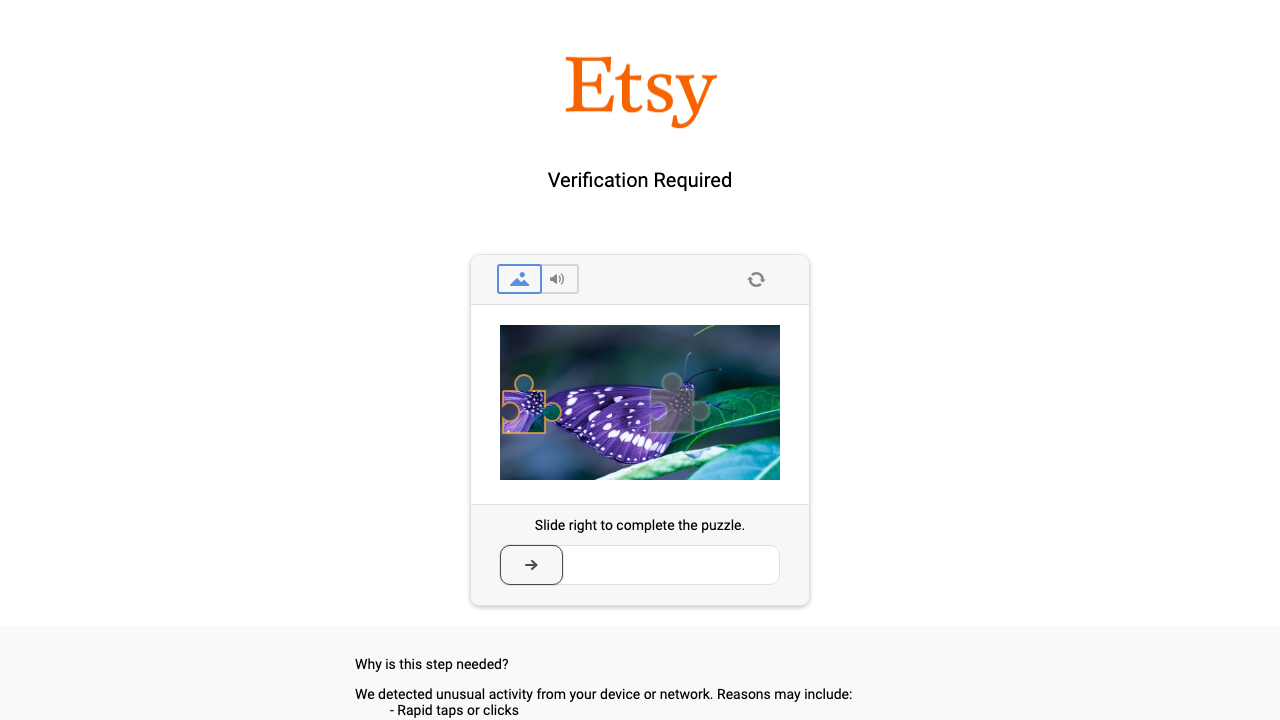 Etsy
Verification Required
Slide right to complete the puzzle.
Why is this step needed?
We detected unusual activity from your device or network. Reasons may include:
- Rapid taps or clicks